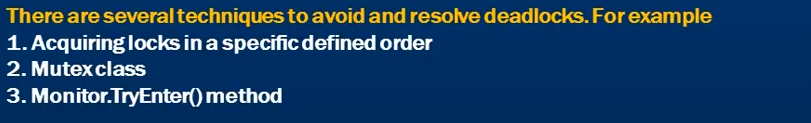 There are several techniques to avoid and resolve deadlocks. For example
1. Acquiring locks in a specific defined order
2. Mutex class
3. Monitor.TryEnter() method